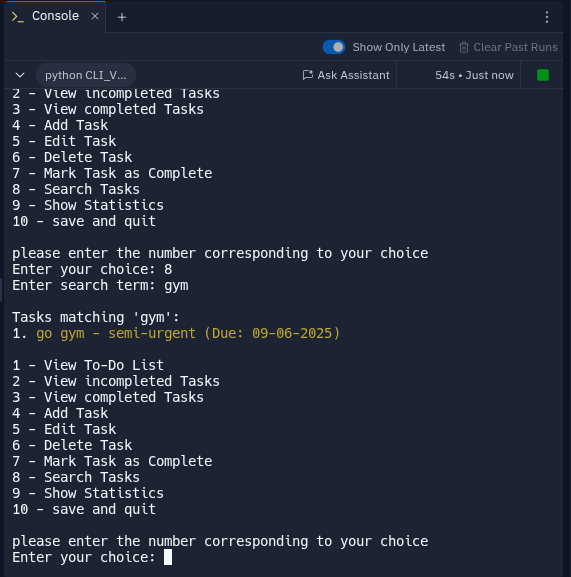 Console
Show Only Latest
Clear Past Runs
python CLI_V...
Ask Assistant
54s • Just now
2 - View incompleted Tasks
3 - View completed Tasks
4 - Add Task
5 - Edit Task
6 - Delete Task
7 - Mark Task as Complete
8 - Search Tasks
9 - Show Statistics
10 - save and quit
please enter the number corresponding to your choice
Enter your choice: 8
Enter search term: gym
Tasks matching 'gym':
1. go gym - semi-urgent (Due: 09-06-2025)
1 - View To-Do List
2 - View incompleted Tasks
3 - View completed Tasks
4 - Add Task
5 - Edit Task
6 - Delete Task
7 - Mark Task as Complete
8 - Search Tasks
9 - Show Statistics
10 - save and quit
please enter the number corresponding to your choice
Enter your choice: